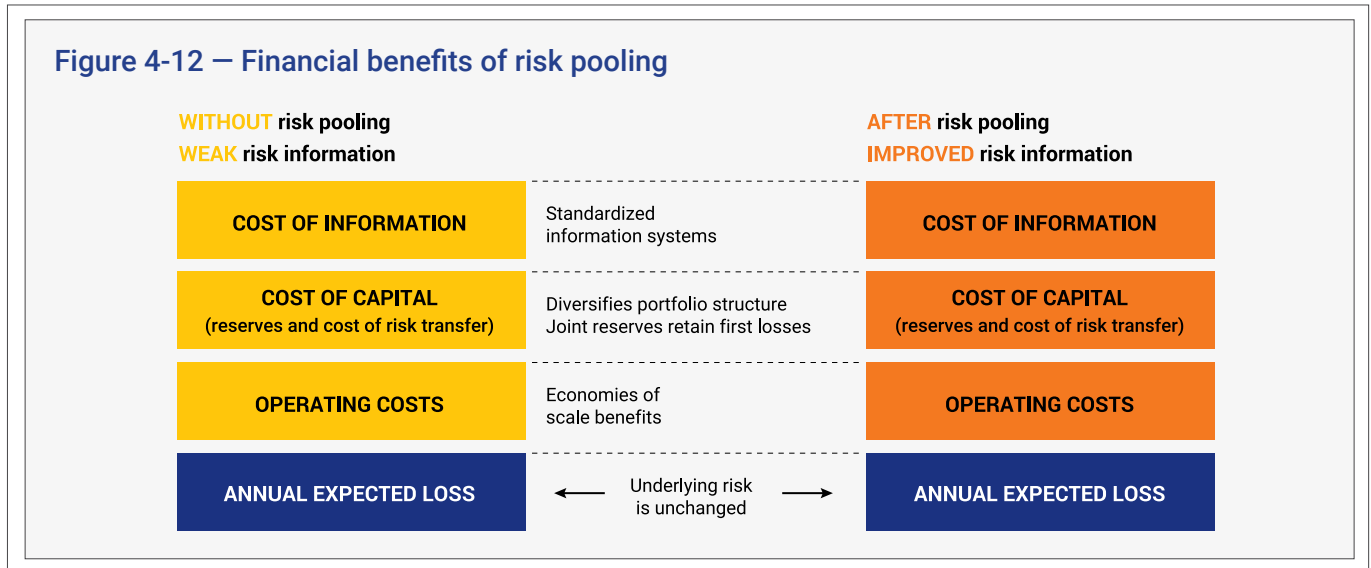 Figure 4-12 — Financial benefits of risk pooling
WITHOUT risk pooling
WEAK risk information
AFTER risk pooling
IMPROVED risk information
COST OF INFORMATION
Standardized
information systems
COST OF INFORMATION
COST OF CAPITAL
(reserves and cost of risk transfer)
Diversifies portfolio structure
Joint reserves retain first losses
COST OF CAPITAL
(reserves and cost of risk transfer)
OPERATING COSTS
Economies of
scale benefits
OPERATING COSTS
ANNUAL EXPECTED LOSS
Underlying risk
is unchanged
ANNUAL EXPECTED LOSS